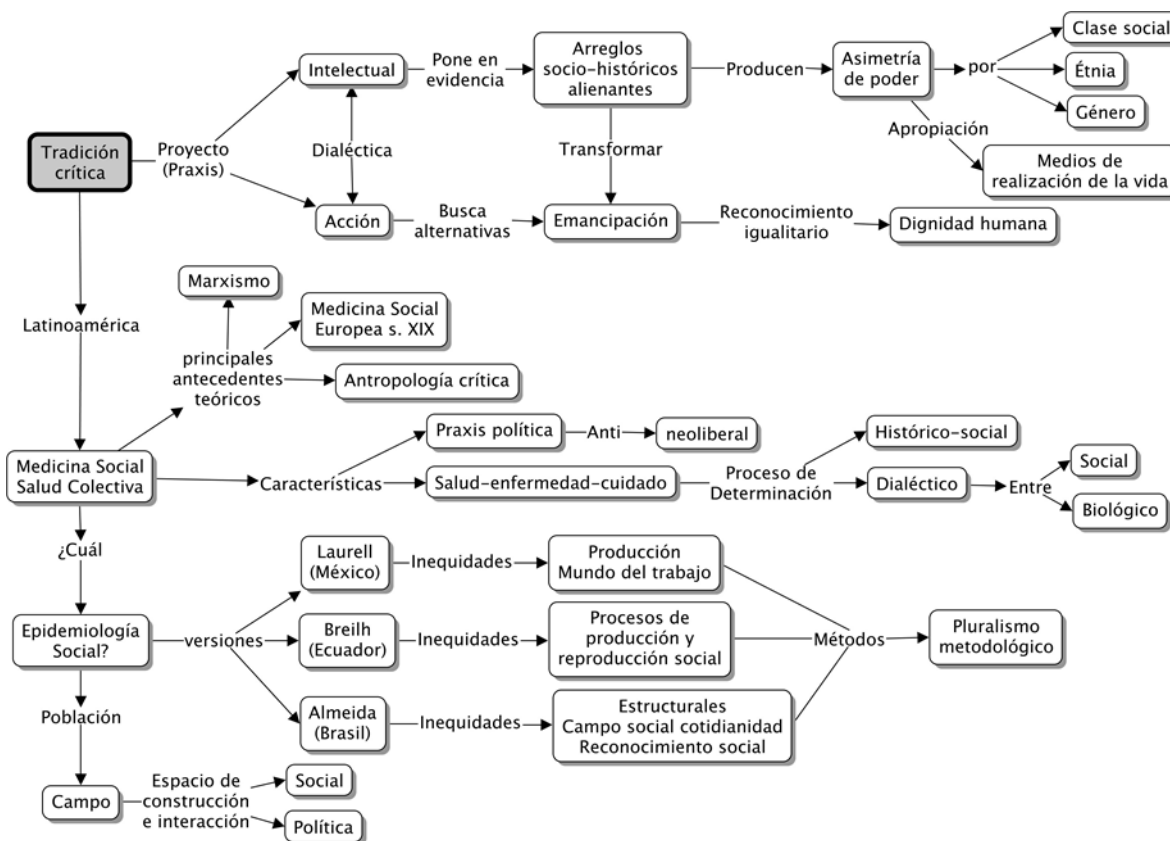 Clase social
Intelectual
Pone en
evidencia
Arreglos
socio-históricos
alienantes
Producen
Asimetría
de poder
por
Étnia
Género
Tradición
crítica
Proyecto
(Praxis)
Dialéctica
Transformar
Apropiación
Medios de
realización de la vida
Acción
Busca
alternativas
Emancipación
Reconocimiento
igualitario
Dignidad humana
Latinoamérica
Marxismo
Medicina Social
Europea s. XIX
principales
antecedentes
teóricos
Antropología crítica
Medicina Social
Salud Colectiva
Características
Praxis política
Anti
neoliberal
Salud-enfermedad-cuidado
Proceso de
Determinación
Histórico-social
Dialéctico
Entre
Social
Biológico
¿Cuál
Epidemiología
Social?
versiones
Laurell
(México)
Inequidades
Producción
Mundo del trabajo
Breilh
(Ecuador)
Inequidades
Procesos de
producción y
reproducción social
Métodos
Pluralismo
metodológico
Almeida
(Brasil)
Inequidades
Estructurales
Campo social cotidianidad
Reconocimiento social
Población
Campo
Espacio de
construcción
e interacción
Social
Política